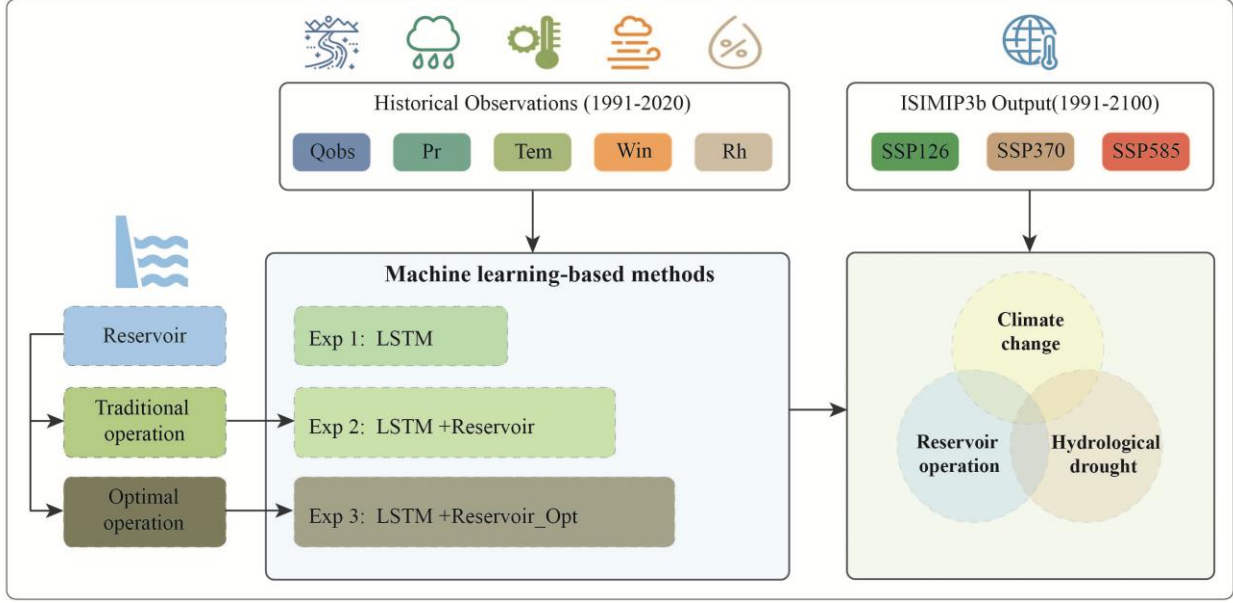 Historical Observations (1991-2020)
Qobs
Pr
Tem
Win
Rh
%
ISIMIP3b Output(1991-2100)
SSP126
SSP370
SSP585
Reservoir
Traditional
operation
Optimal
operation
Machine learning-based methods
Exp 1: LSTM
Exp 2: LSTM +Reservoir
Exp 3: LSTM +Reservoir_Opt
Climate
change
Reservoir
operation
Hydrological
drought